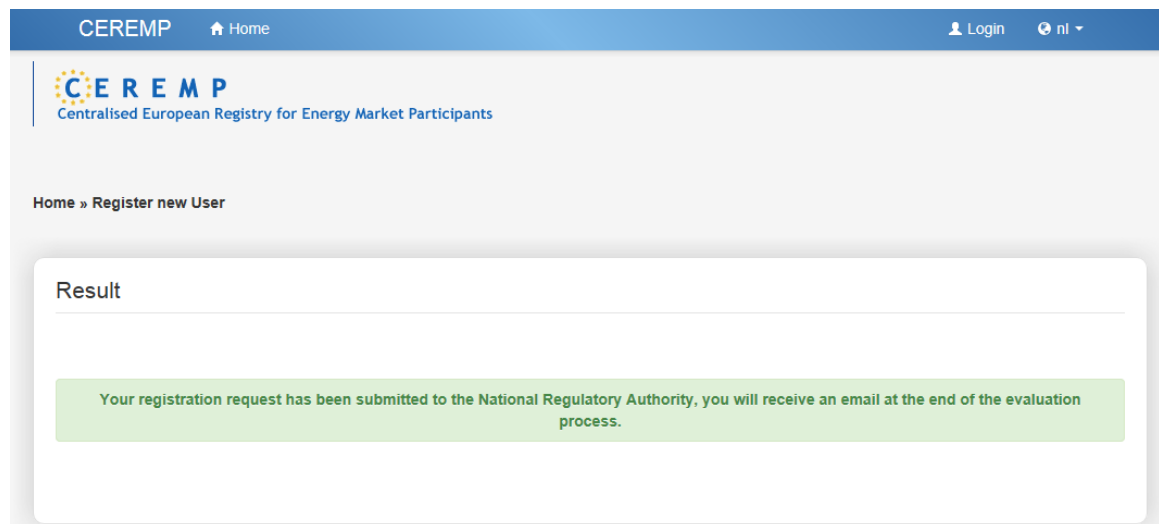 CEREMP Home Login nl
CEREMP
Centralised European Registry for Energy Market Participants
Home » Register new User
Result
Your registration request has been submitted to the National Regulatory Authority, you will receive an email at the end of the evaluation
process.